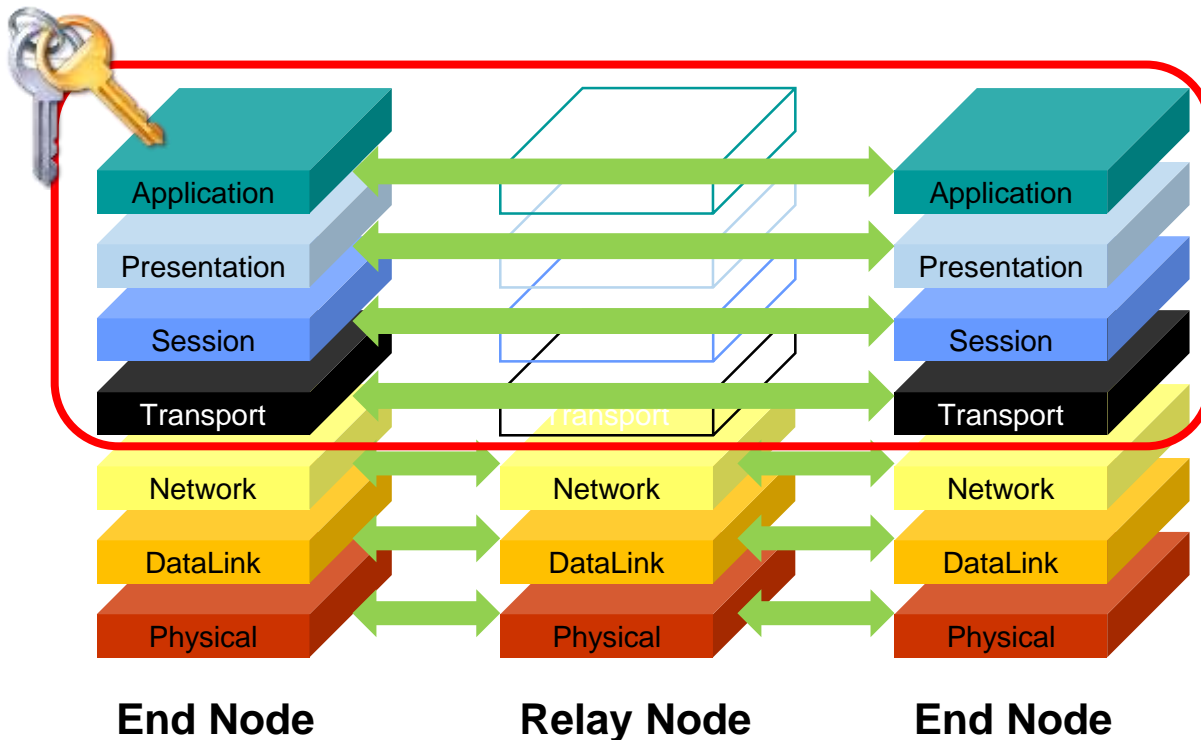 Application
Application
Presentation
Presentation
Session
Session
Transport
Transport
Transport
Network
Network
Network
DataLink
DataLink
DataLink
Physical
Physical
Physical
End Node
Relay Node
End Node